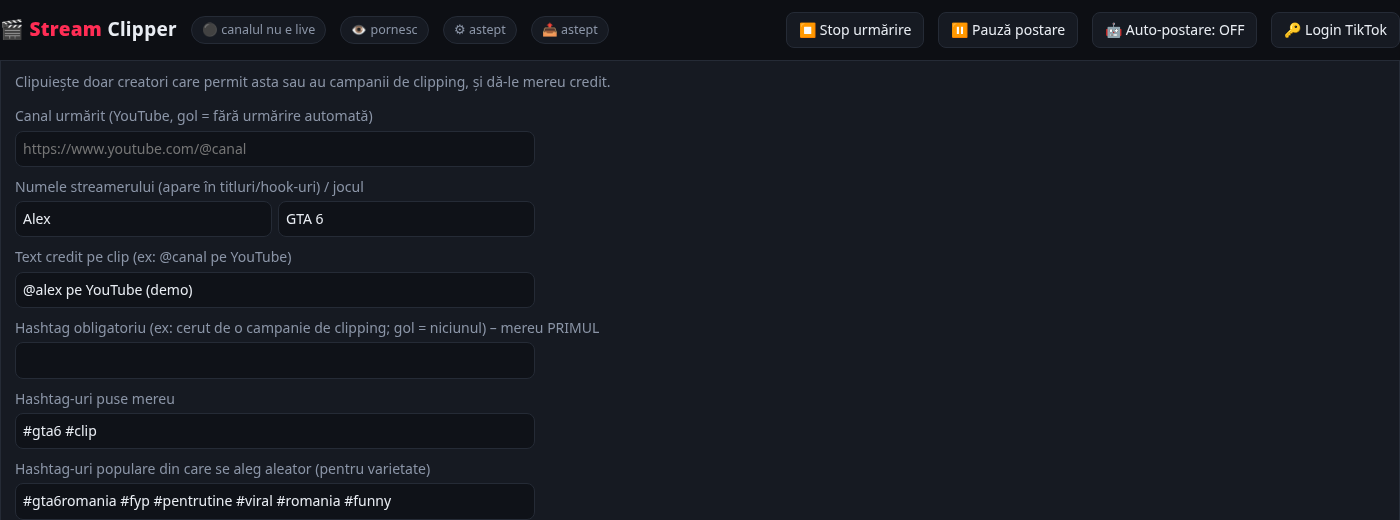 🎬 Stream Clipper ⚫ canalul nu e live 👁️ pornesc ⚙ astept 📤 astept ⏹️ Stop urmărire ⏸️ Pauză postare 🤖 Auto-postare: OFF 🔑 Login TikTok
Clipuiește doar creatori care permit asta sau au campanii de clipping, și dă-le mereu credit.
Canal urmărit (YouTube, gol = fără urmărire automată)
https://www.youtube.com/@canal
Numele streamerului (apare în titluri/hook-uri) / jocul
Alex GTA 6
Text credit pe clip (ex: @canal pe YouTube)
@alex pe YouTube (demo)
Hashtag obligatoriu (ex: cerut de o campanie de clipping; gol = niciunul) – mereu PRIMUL
Hashtag-uri puse mereu
#gta6 #clip
Hashtag-uri populare din care se aleg aleator (pentru varietate)
#gta6romania #fyp #pentrutine #viral #romania #funny